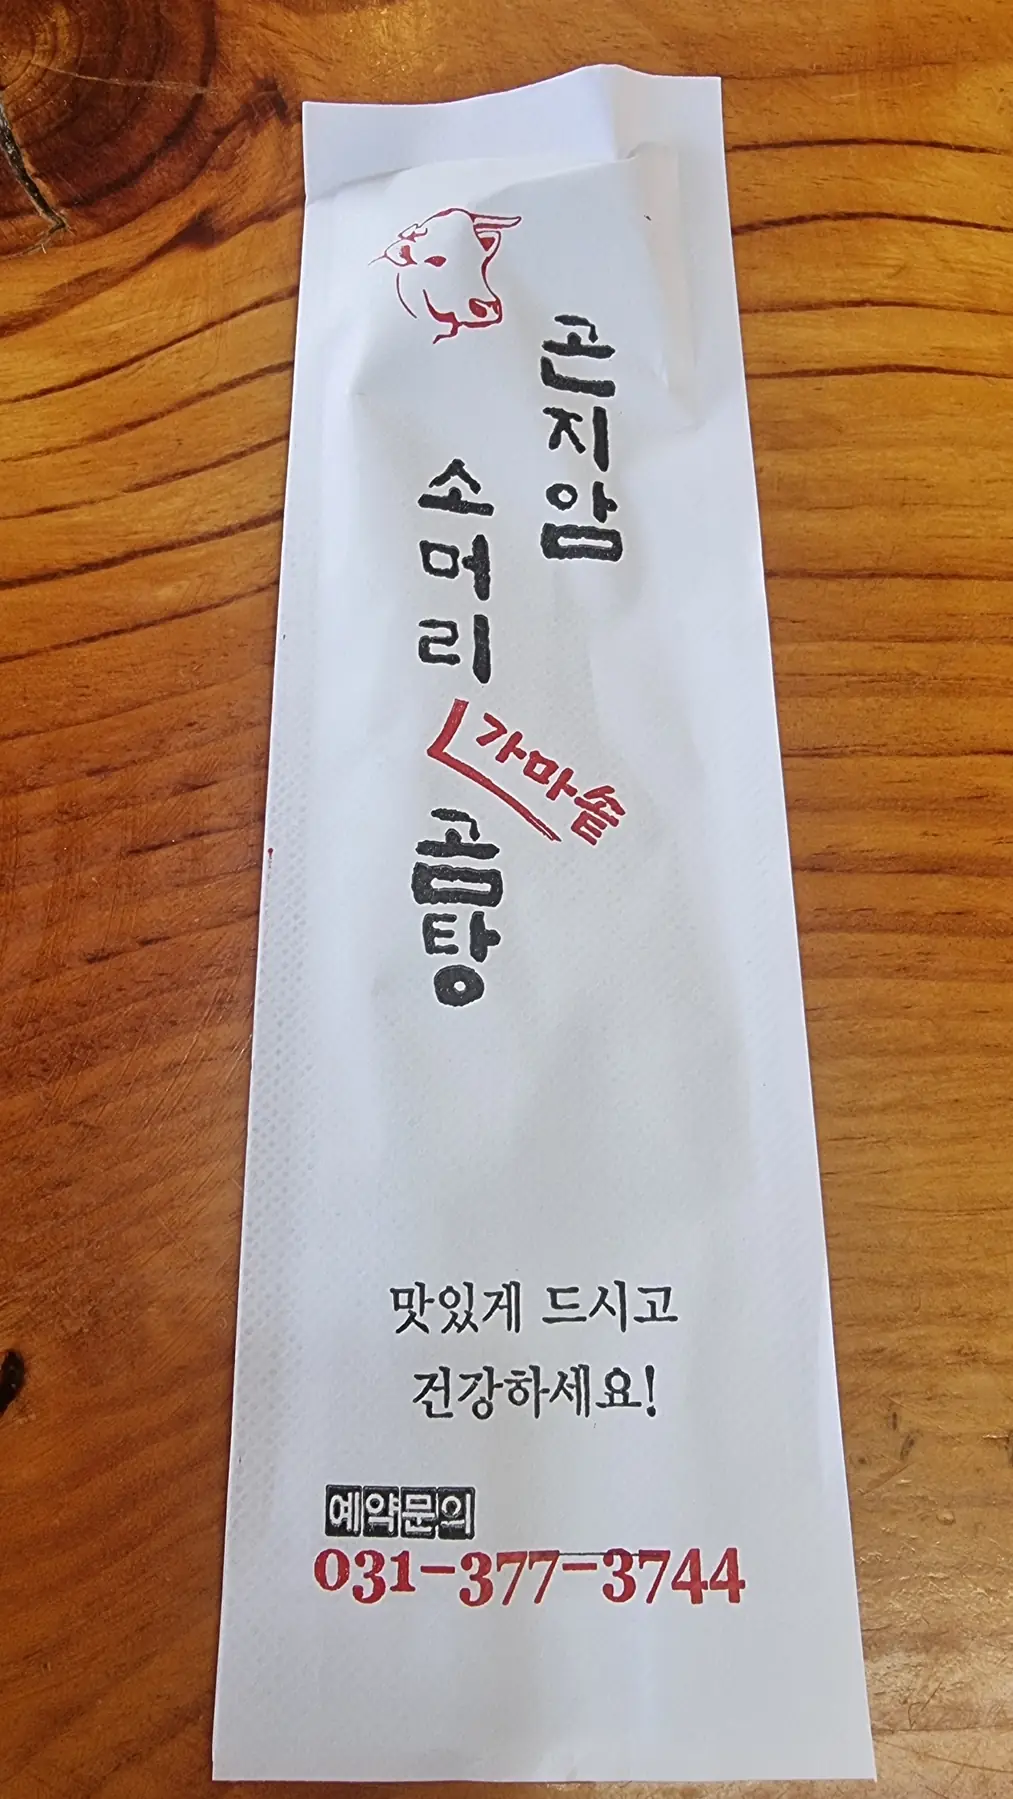 곤지암
소머리
가마솥
곰탕
맛있게 드시고
건강하세요!
예약문의
031-377-3744